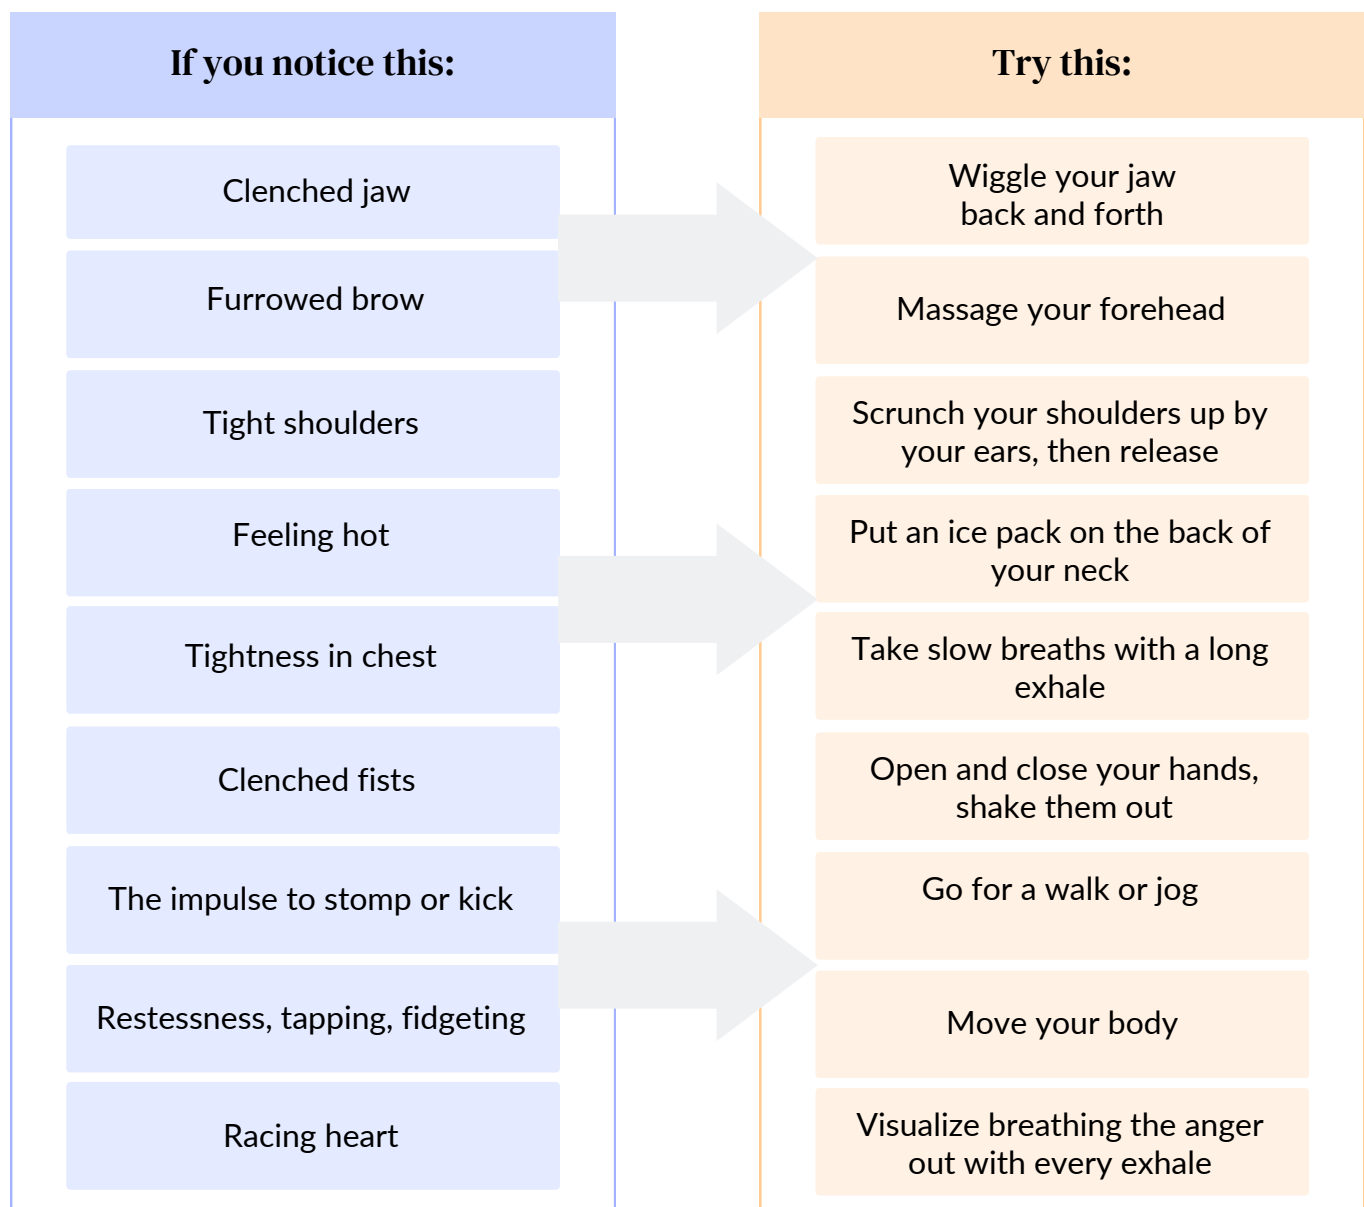 If you notice this:
Try this:
Clenched jaw
Wiggle your jaw
back and forth
Furrowed brow
Massage your forehead
Tight shoulders
Scrunch your shoulders up by
your ears, then release
Feeling hot
Put an ice pack on the back of
your neck
Tightness in chest
Take slow breaths with a long
exhale
Clenched fists
Open and close your hands,
shake them out
The impulse to stomp or kick
Go for a walk or jog
Restessness, tapping, fidgeting
Move your body
Racing heart
Visualize breathing the anger
out with every exhale